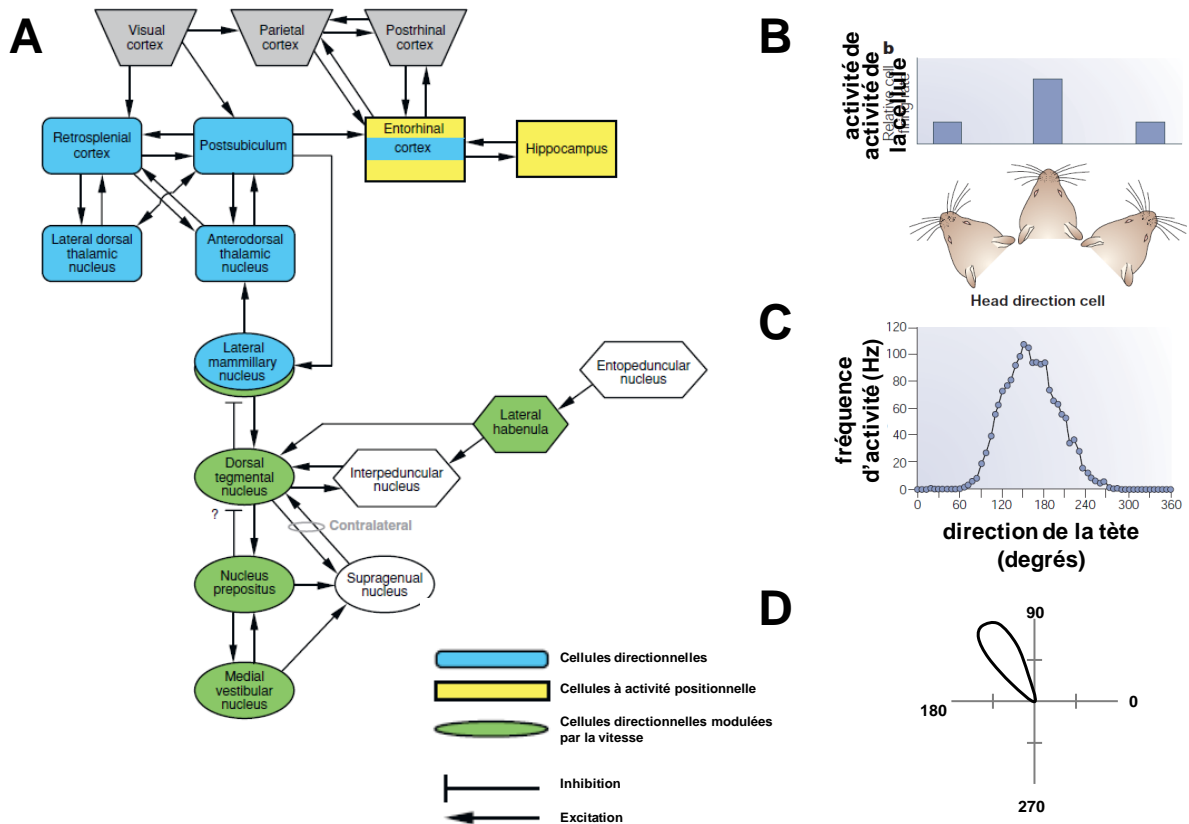 A
Visual
cortex
Parietal
cortex
Postrhinal
cortex
Retrosplenial
cortex
Postsubiculum
Entorhinal
cortex
Hippocampus
Lateral dorsal
thalamic
nucleus
Anterodorsal
thalamic
nucleus
Lateral
mammillary
nucleus
Entopeduncular
nucleus
Lateral
habenula
Dorsal
tegmental
nucleus
Interpeduncular
nucleus
?
Contralateral
Nucleus
prepositus
Supragenual
nucleus
Medial
vestibular
nucleus
Cellules directionnelles
Cellules à activité positionnelle
Cellules directionnelles modulées
par la vitesse
Inhibition
Excitation
B
b
activité de
activité de
la cellule
Relative cell
firing rate
Head direction cell
C
fréquence
d'activité (Hz)
120
100
80
60
40
20
0
0 60 120 180 240 300 360
direction de la tète
(degrés)
D
90
180
0
270